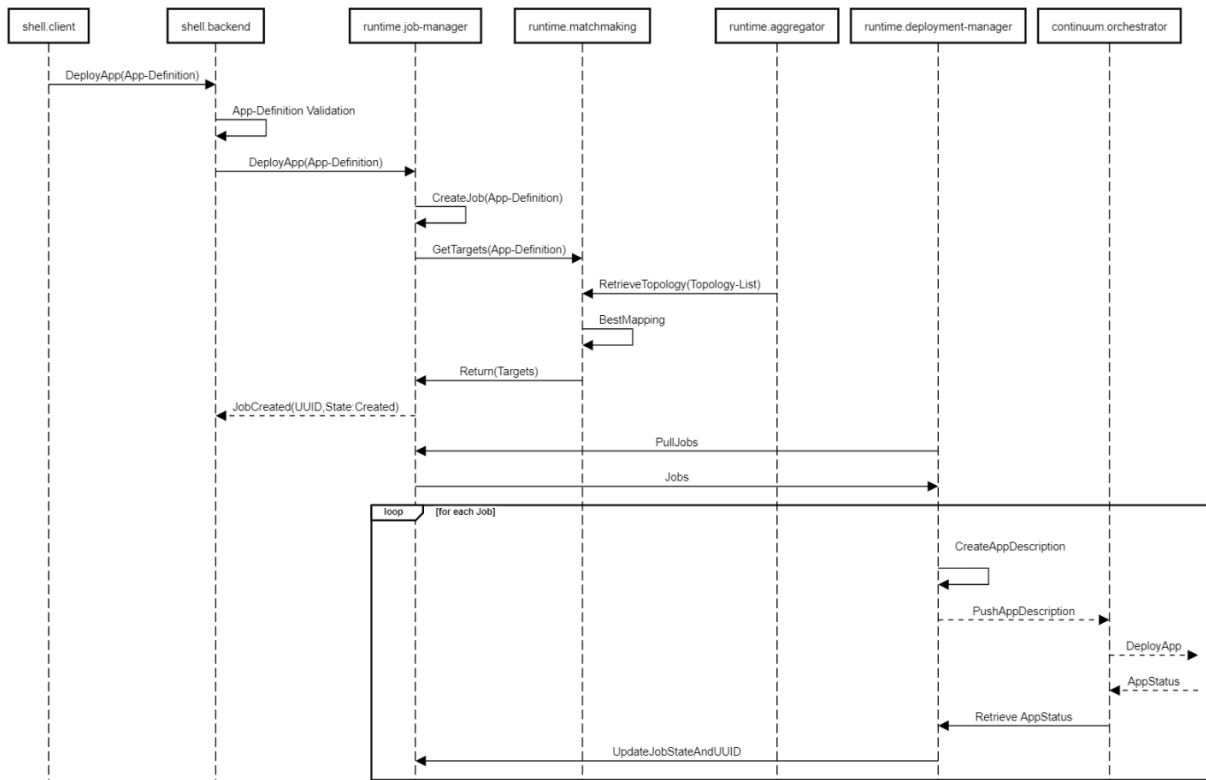 shell.client
shell.backend
runtime.job-manager
runtime.matchmaking
runtime.aggregator
runtime.deployment-manager
continuum.orchestrator
DeployApp(App-Definition)
App-Definition Validation
DeployApp(App-Definition)
CreateJob(App-Definition)
GetTargets(App-Definition)
RetrieveTopology(Topology-List)
BestMapping
Return(Targets)
JobCreated(UUID,State:Created)
PullJobs
Jobs
loop
[for each Job]
CreateAppDescription
PushAppDescription
DeployApp
AppStatus
Retrieve AppStatus
UpdateJobStateAndUUID